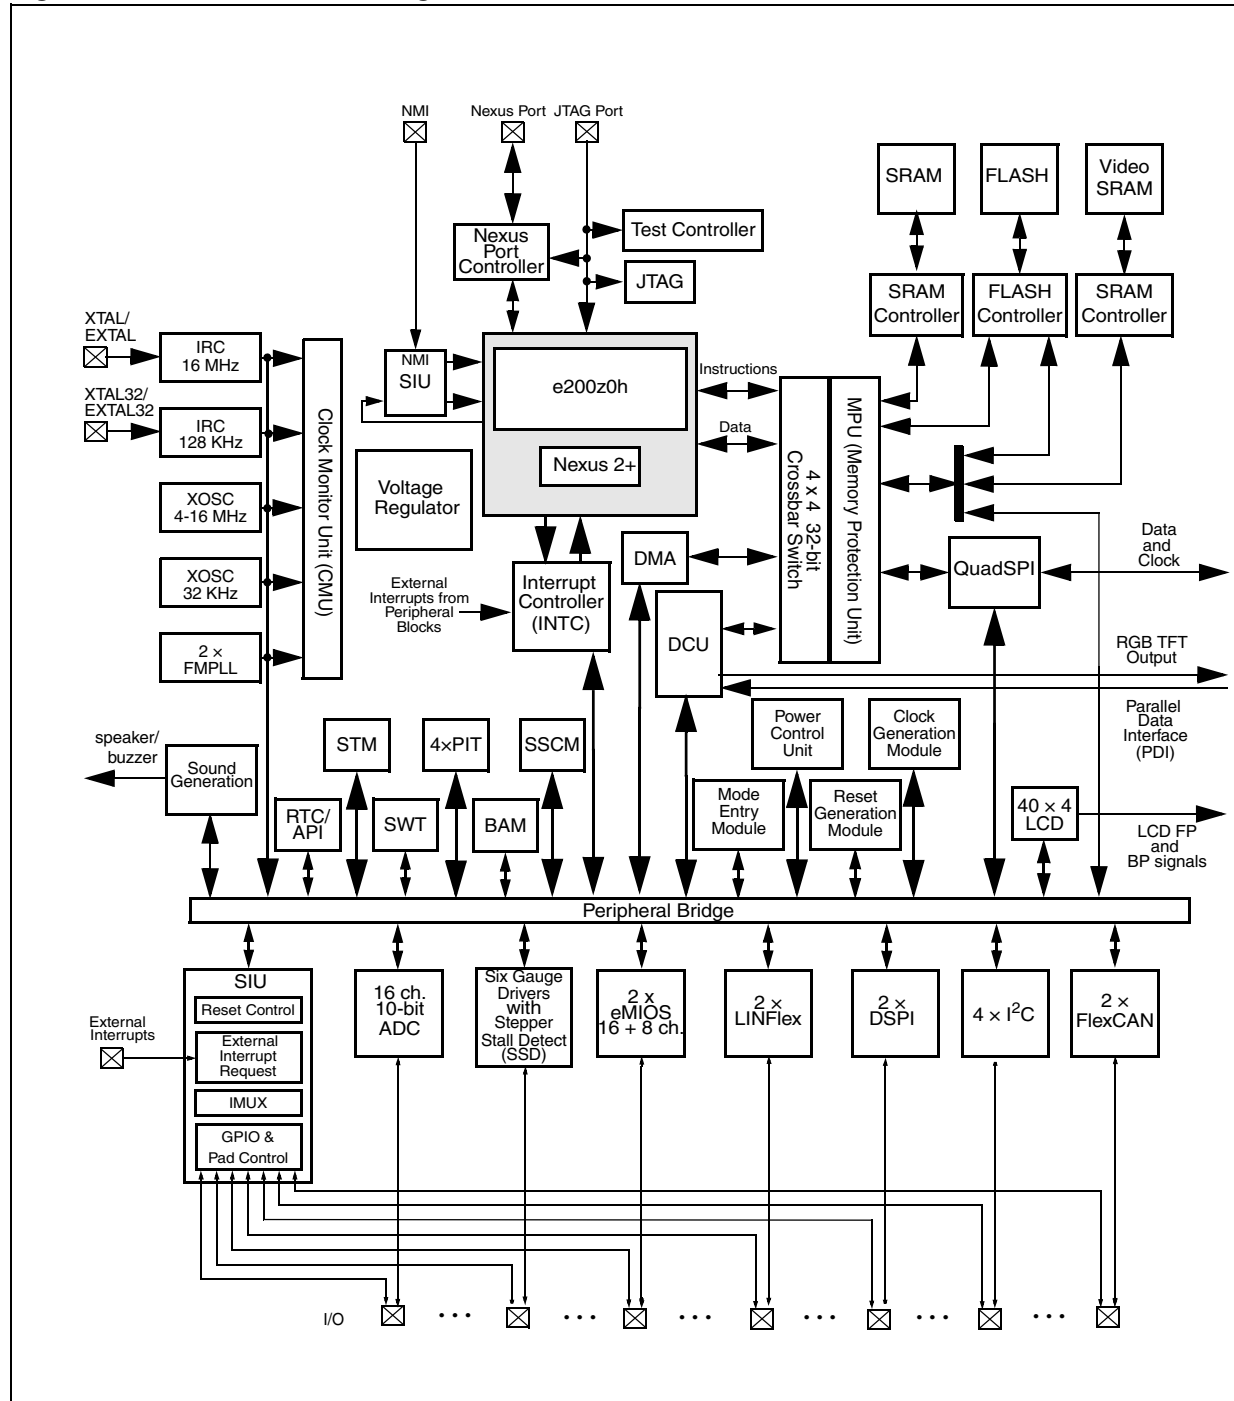 NMI
Nexus Port
JTAG Port
SRAM
FLASH
Video
SRAM
Nexus
Port
Controller
Test Controller
JTAG
SRAM
Controller
FLASH
Controller
SRAM
Controller
XTAL/
EXTAL
IRC
16 MHz
XTAL32/
EXTAL32
IRC
128 KHz
XOSC
4-16 MHz
XOSC
32 KHz
2 ×
FMPLL
Clock Monitor Unit (CMU)
NMI
SIU
e200z0h
Nexus 2+
Voltage
Regulator
Instructions
Data
4 x 4 32-bit
Crossbar Switch
MPU (Memory Protection Unit)
External
Interrupts from
Peripheral
Blocks
Interrupt
Controller
(INTC)
DMA
DCU
QuadSPI
Data
and
Clock
RGB TFT
Output
Parallel
Data
Interface
(PDI)
speaker/
buzzer
Sound
Generation
STM
4×PIT
SSCM
RTC/
API
SWT
BAM
Power
Control
Unit
Clock
Generation
Module
Mode
Entry
Module
Reset
Generation
Module
40 × 4
LCD
LCD FP
and
BP signals
Peripheral Bridge
SIU
Reset Control
External
Interrupt
Request
IMUX
GPIO &
Pad Control
External
Interrupts
16 ch.
10-bit
ADC
Six Gauge
Drivers
with
Stepper
Stall Detect
(SSD)
2 x
eMIOS
16 + 8 ch.
2 ×
LINFlex
2 ×
DSPI
4 × I²C
2 ×
FlexCAN
I/O
• • •
• • •
• • •
• • •
• • •
• • •